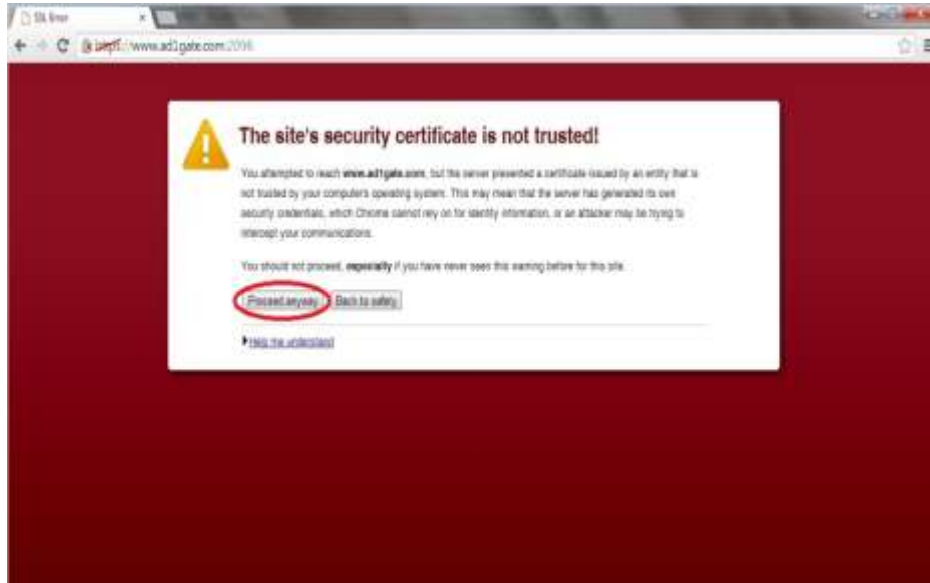 SSL Error
https://www.ad1gate.com:2096
The site's security certificate is not trusted!
You attempted to reach www.ad1gate.com, but the server presented a certificate issued by an entity that is
not trusted by your computer's operating system. This may mean that the server has generated its own
security credentials, which Chrome cannot rely on for identity information, or an attacker may be trying to
intercept your communications.
You should not proceed, especially if you have never seen this warning before for this site.
Proceed anyway Back to safety
Help me understand